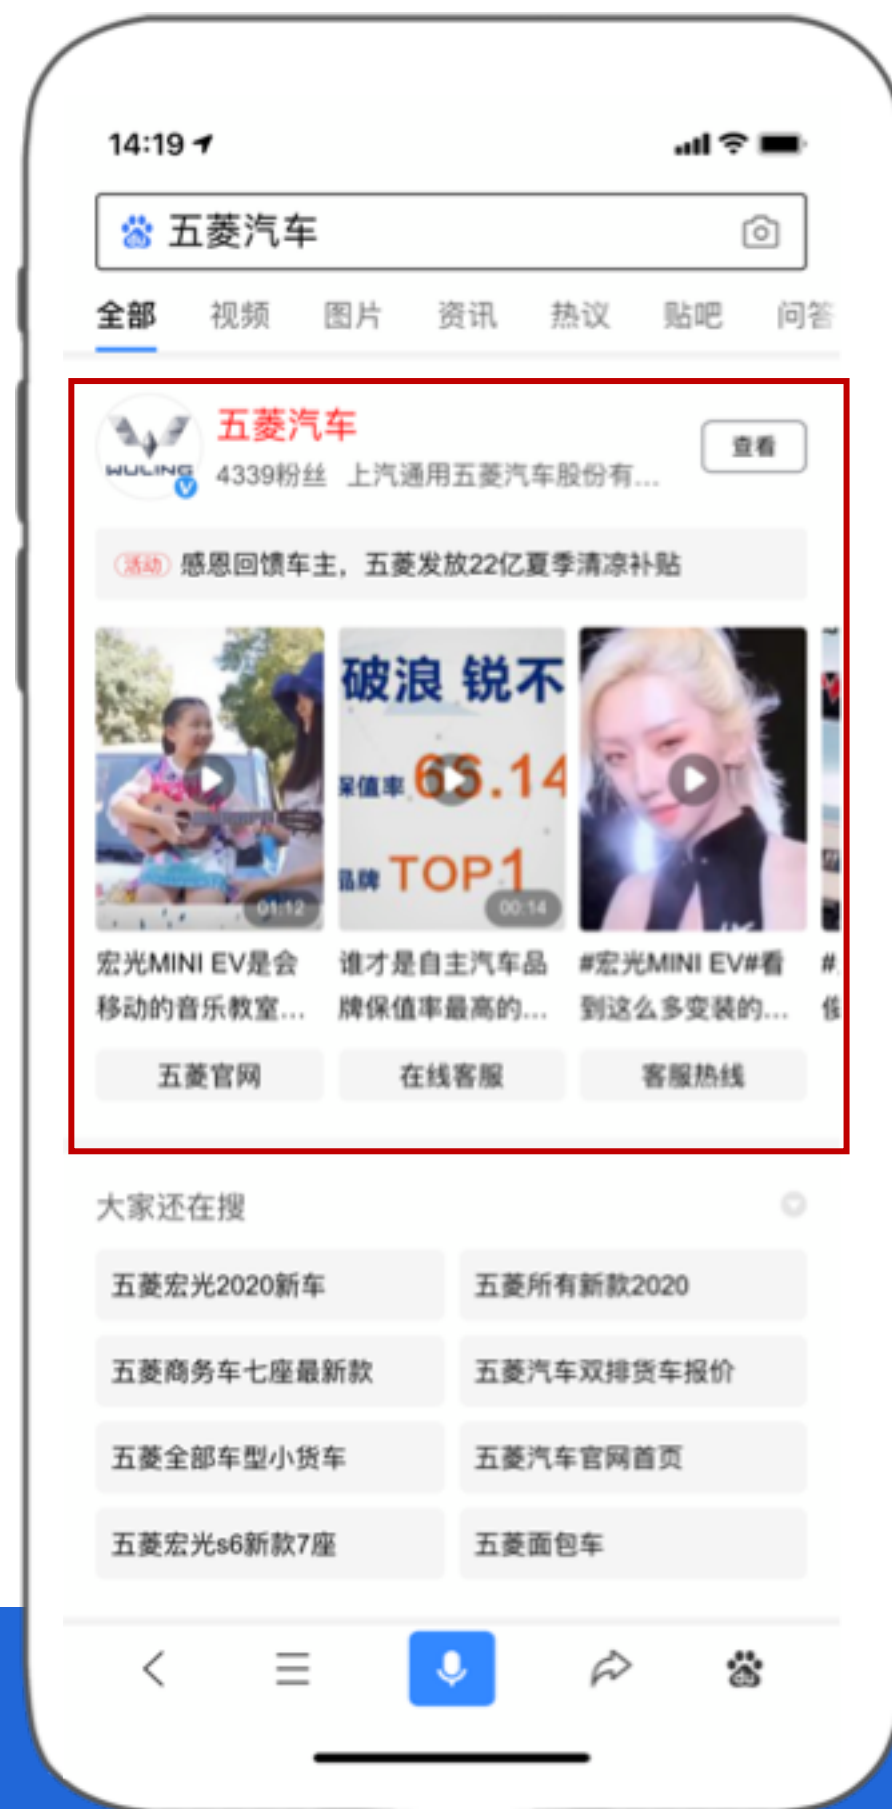 14:19
五菱汽车
全部 视频 图片 资讯 热议 贴吧 问答
五菱汽车
WULING
4339粉丝 上汽通用五菱汽车股份有...
查看
活动 感恩回馈车主，五菱发放22亿夏季清凉补贴
破浪 锐不
保值率
.14
品牌 TOP1
01:12
00:14
宏光MINI EV是会
移动的音乐教室...
谁才是自主汽车品
牌保值率最高的...
#宏光MINI EV#看
到这么多变装的...
#
五菱官网
在线客服
客服热线
大家还在搜
五菱宏光2020新车
五菱所有新款2020
五菱商务车七座最新款
五菱汽车双排货车报价
五菱全部车型小货车
五菱汽车官网首页
五菱宏光s6新款7座
五菱面包车